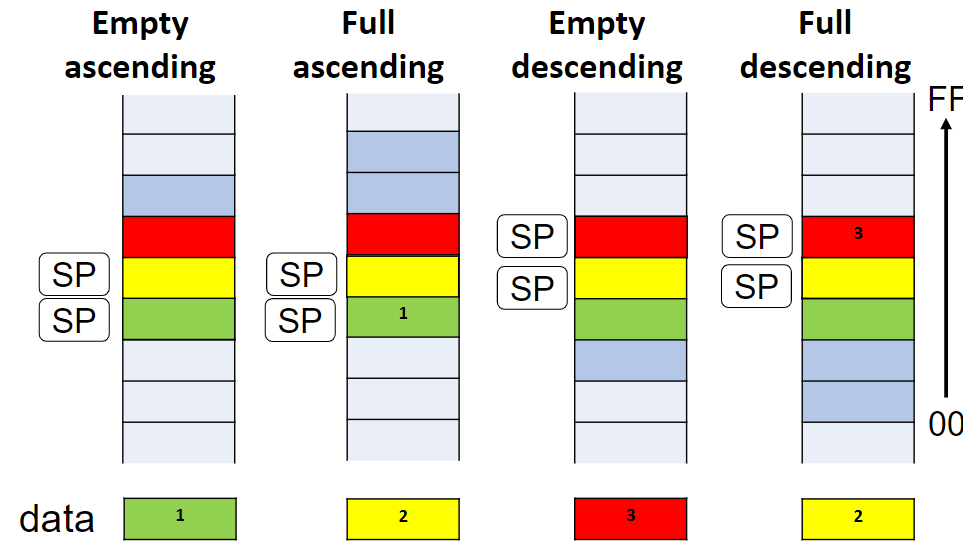 Empty ascending
Full ascending
Empty descending
Full descending
FF
SP
SP
3
SP
SP
SP
SP
SP
1
SP
00
data
1
2
3
2